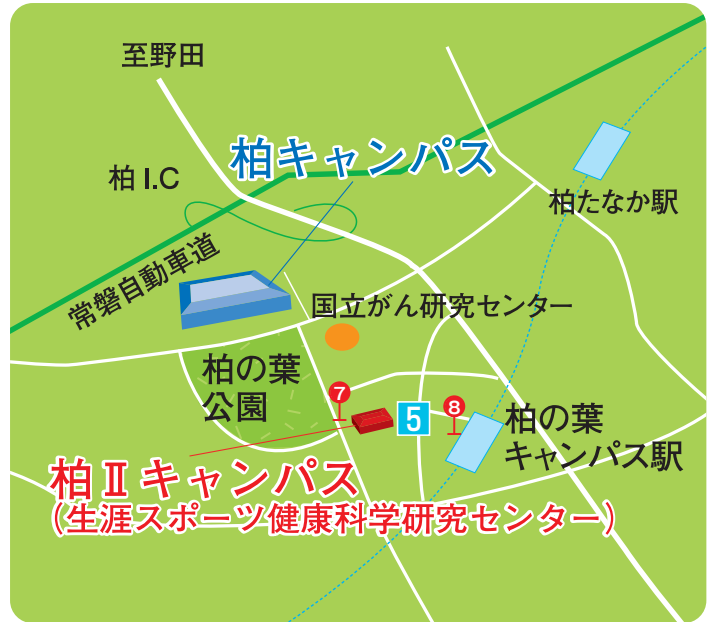 至野田
柏キャンパス
柏 I.C
柏たなか駅
常磐自動車道
国立がん研究センター
柏の葉
公園
7
5
8
柏の葉
キャンパス駅
柏Ⅱキャンパス
(生涯スポーツ健康科学研究センター)